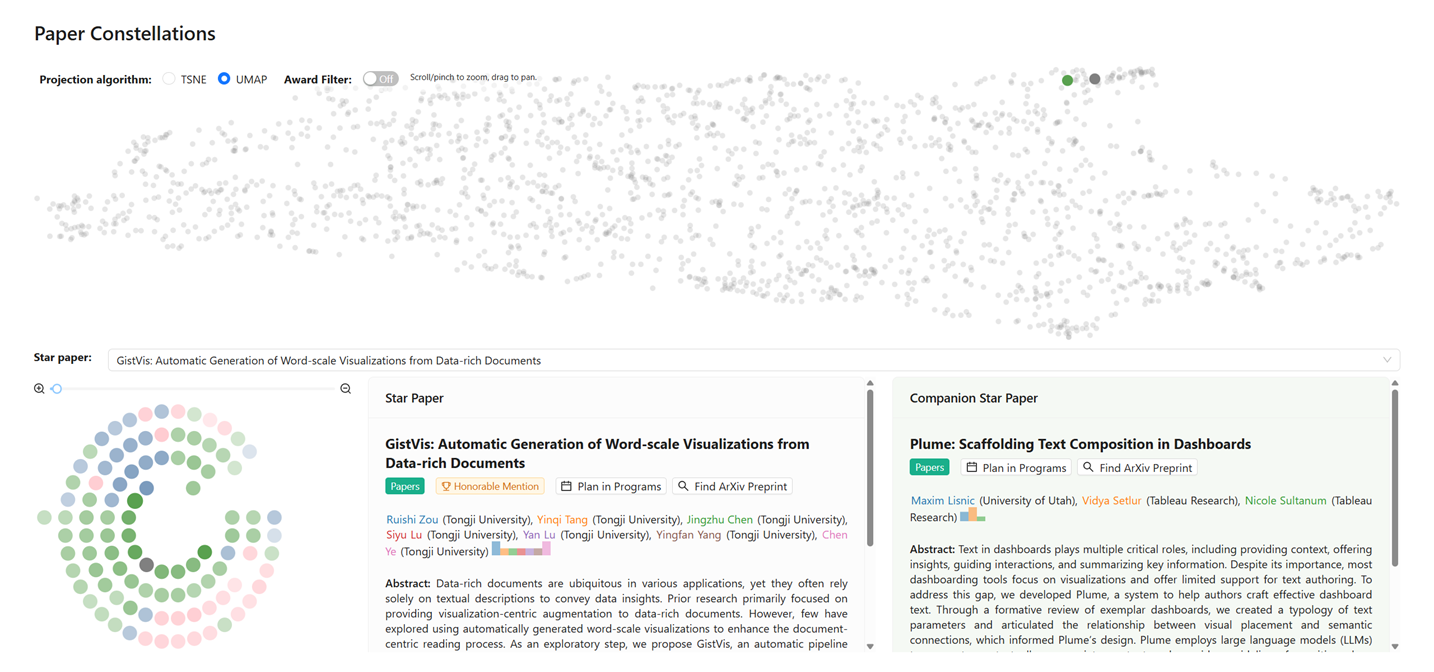 Paper Constellations
Projection algorithm: TSNE UMAP Award Filter: Off Scroll/pinch to zoom, drag to pan.
Star paper: GistVis: Automatic Generation of Word-scale Visualizations from Data-rich Documents
Star Paper
GistVis: Automatic Generation of Word-scale Visualizations from
Data-rich Documents
Papers Honorable Mention Plan in Programs Find ArXiv Preprint
Ruishi Zou (Tongji University), Yinqi Tang (Tongji University), Jingzhu Chen (Tongji University),
Siyu Lu (Tongji University), Yan Lu (Tongji University), Yingfan Yang (Tongji University), Chen
Ye (Tongji University)
Abstract: Data-rich documents are ubiquitous in various applications, yet they often rely
solely on textual descriptions to convey data insights. Prior research primarily focused on
providing visualization-centric augmentation to data-rich documents. However, few have
explored using automatically generated word-scale visualizations to enhance the document-
centric reading process. As an exploratory step, we propose GistVis, an automatic pipeline
Companion Star Paper
Plume: Scaffolding Text Composition in Dashboards
Papers Plan in Programs Find ArXiv Preprint
Maxim Lisnic (University of Utah), Vidya Setlur (Tableau Research), Nicole Sultanum (Tableau
Research)
Abstract: Text in dashboards plays multiple critical roles, including providing context, offering
insights, guiding interactions, and summarizing key information. Despite its importance, most
dashboarding tools focus on visualizations and offer limited support for text authoring. To
address this gap, we developed Plume, a system to help authors craft effective dashboard
text. Through a formative review of exemplar dashboards, we created a typology of text
parameters and articulated the relationship between visual placement and semantic
connections, which informed Plume's design. Plume employs large language models (LLMs)